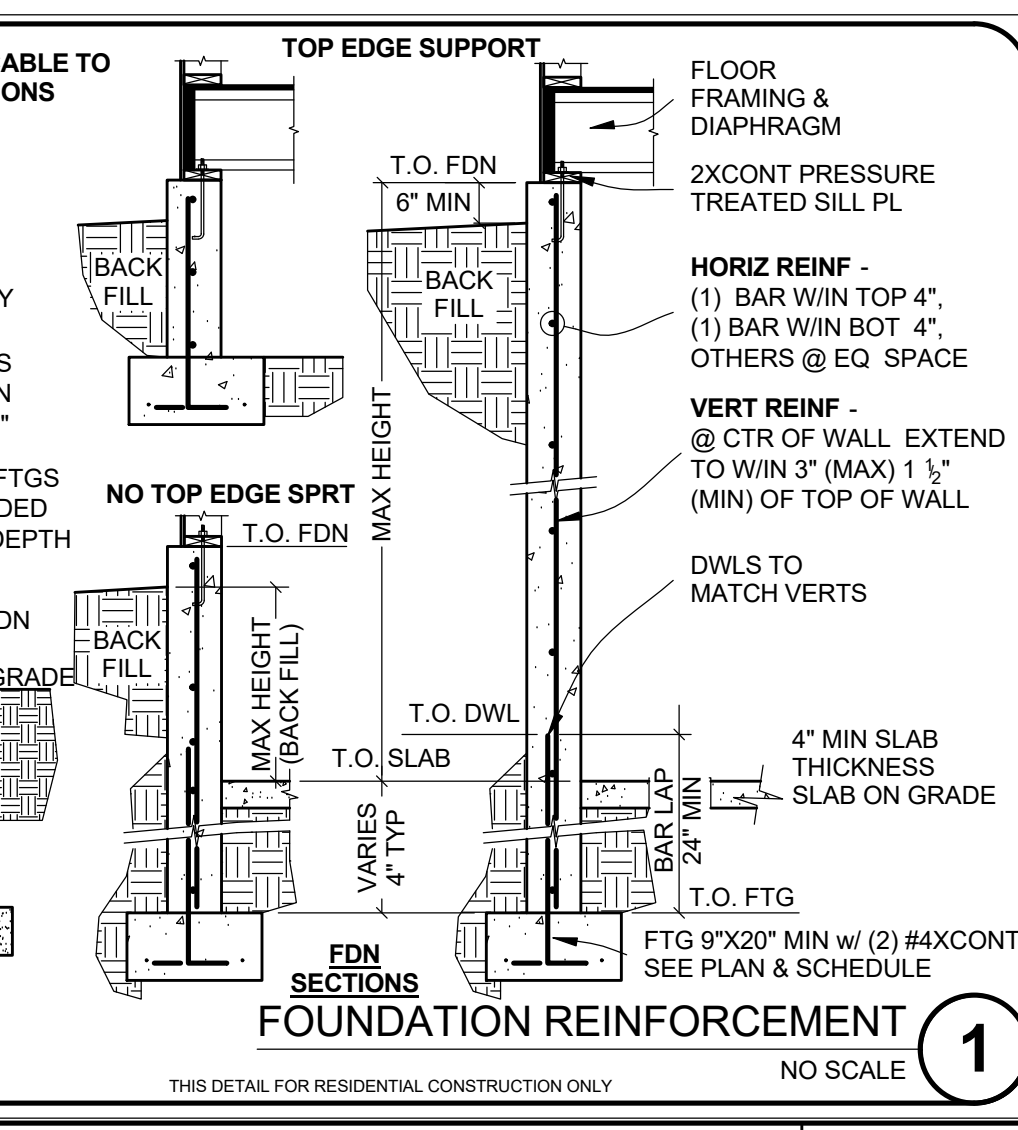 ABLE TO
ONS
TOP EDGE SUPPORT
FLOOR
FRAMING &
DIAPHRAGM
T.O. FDN
6" MIN
2XCONT PRESSURE
TREATED SILL PL
BACK
FILL
BACK
FILL
HORIZ REINF -
(1) BAR W/IN TOP 4",
(1) BAR W/IN BOT 4",
OTHERS @ EQ SPACE
Y
S
N
"
FTGS
DED
DEPTH
DN
GRADE
MAX HEIGHT
VERT REINF -
@ CTR OF WALL EXTEND
TO W/IN 3" (MAX) 1 ½"
(MIN) OF TOP OF WALL
NO TOP EDGE SPRT
T.O. FDN
DWLS TO
MATCH VERTS
BACK
FILL
MAX HEIGHT
(BACK FILL)
T.O. DWL
T.O. SLAB
4" MIN SLAB
THICKNESS
SLAB ON GRADE
VARIES
4" TYP
BAR LAP
24" MIN
T.O. FTG
FTG 9"X20" MIN w/ (2) #4XCONT
SEE PLAN & SCHEDULE
FDN
SECTIONS
FOUNDATION REINFORCEMENT
1
NO SCALE
THIS DETAIL FOR RESIDENTIAL CONSTRUCTION ONLY